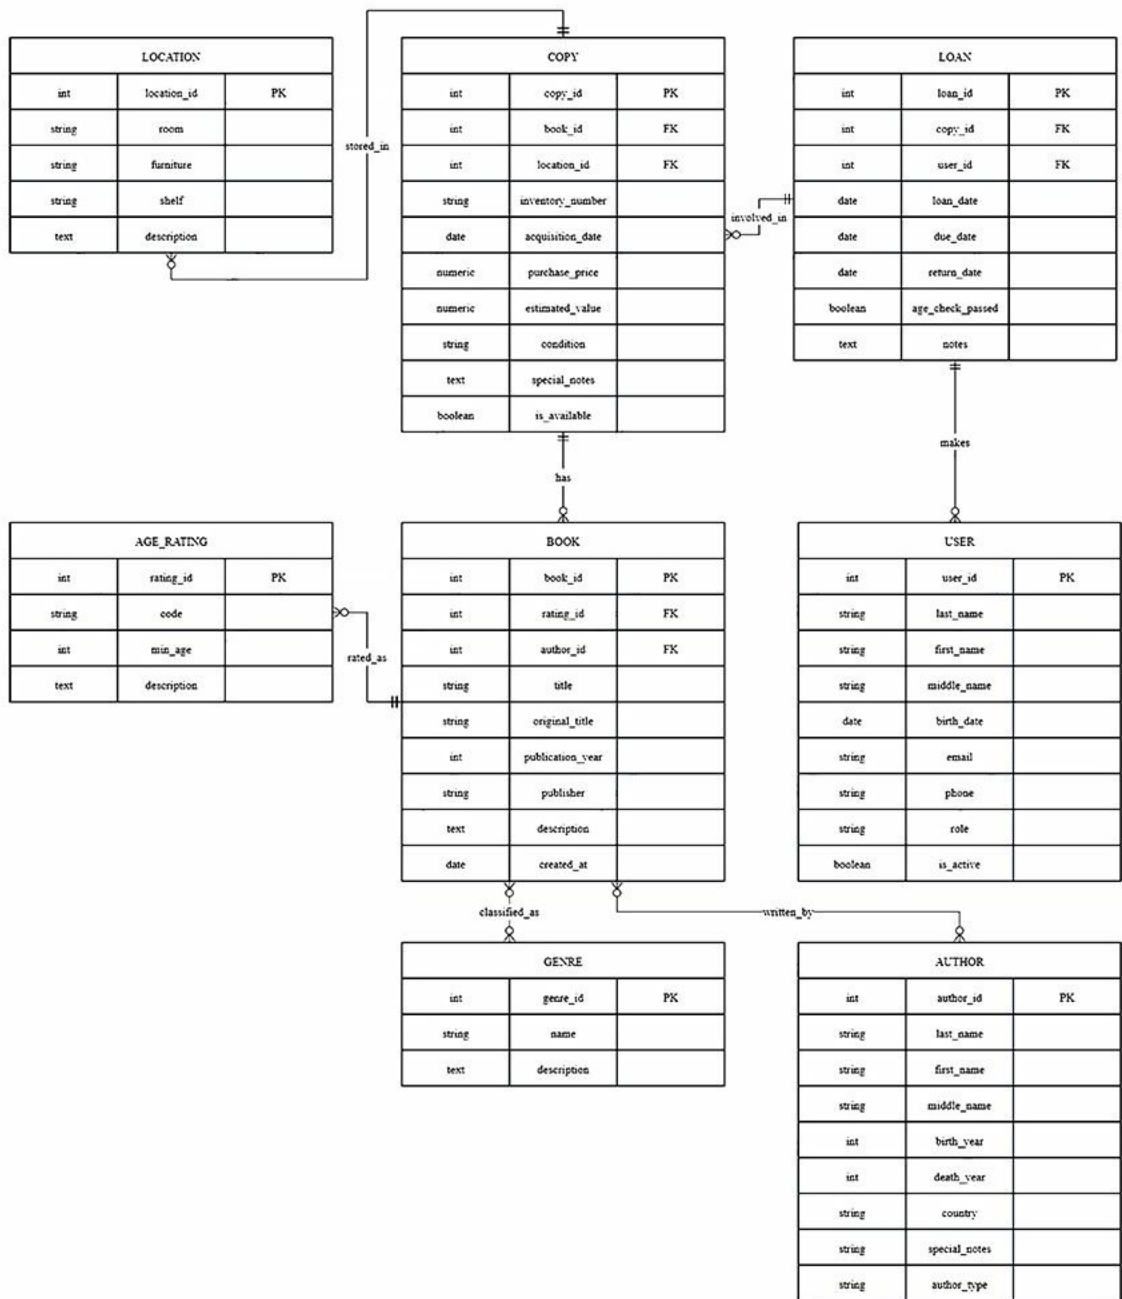 LOCATION
int location_id PK
string room
string furniture
string shelf
text description
stored_in
COPY
int copy_id PK
int book_id FK
int location_id FK
string inventory_number
date acquisition_date
numeric purchase_price
numeric estimated_value
string condition
text special_notes
boolean is_available
involved_in
LOAN
int loan_id PK
int copy_id FK
int user_id FK
date loan_date
date due_date
date return_date
boolean age_check_passed
text notes
has
makes
AGE_RATING
int rating_id PK
string code
int min_age
text description
rated_as
BOOK
int book_id PK
int rating_id FK
int author_id FK
string title
string original_title
int publication_year
string publisher
text description
date created_at
USER
int user_id PK
string last_name
string first_name
string middle_name
date birth_date
string email
string phone
string role
boolean is_active
classified_as
written_by
GENRE
int genre_id PK
string name
text description
AUTHOR
int author_id PK
string last_name
string first_name
string middle_name
int birth_year
int death_year
string country
string special_notes
string author_type